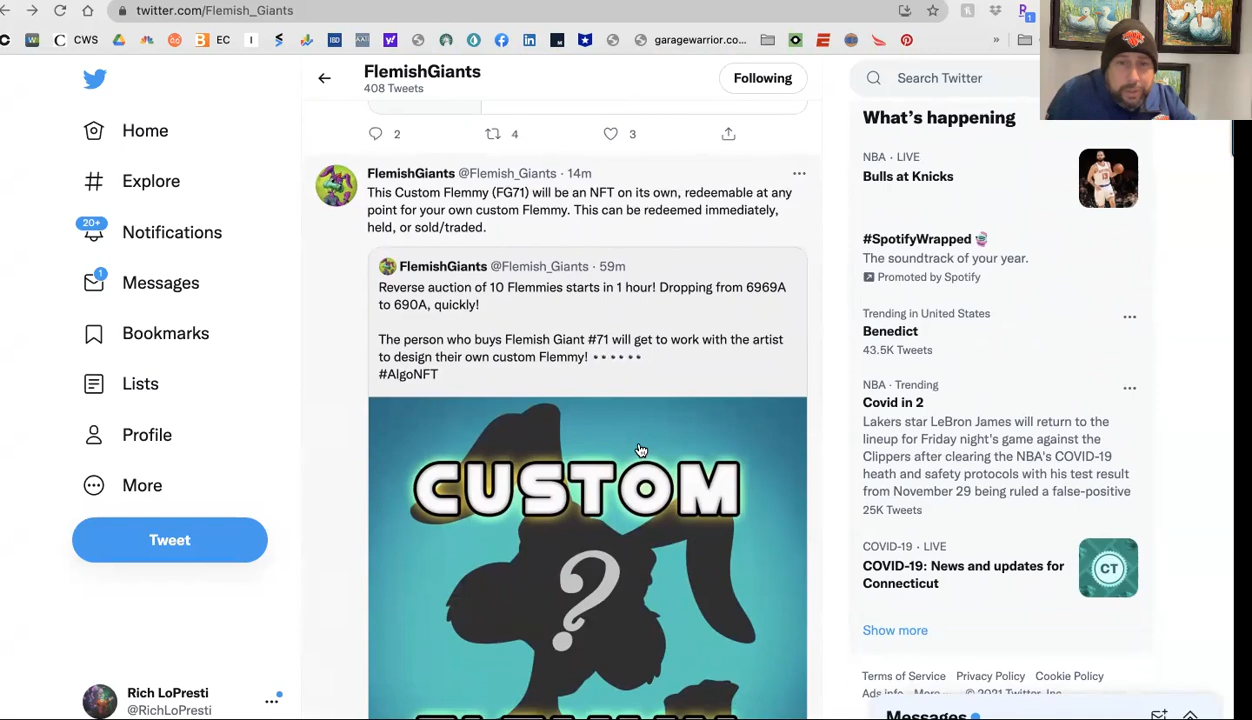 twitter.com/Flemish_Giants
CWS
EC
IBD
garagewarrior.co...
»
FlemishGiants
408 Tweets
Following
Search Twitter
Home
Explore
20+
Notifications
1
Messages
Bookmarks
Lists
Profile
More
Tweet
Rich LoPresti
@RichLoPresti
2
4
3
FlemishGiants @Flemish_Giants · 14m
This Custom Flemmy (FG71) will be an NFT on its own, redeemable at any
point for your own custom Flemmy. This can be redeemed immediately,
held, or sold/traded.
FlemishGiants @Flemish_Giants · 59m
Reverse auction of 10 Flemmies starts in 1 hour! Dropping from 6969A
to 690A, quickly!
The person who buys Flemish Giant #71 will get to work with the artist
to design their own custom Flemmy!
#AlgoNFT
CUSTOM
?
What's happening
NBA · LIVE
Bulls at Knicks
#SpotifyWrapped
The soundtrack of your year.
Promoted by Spotify
Trending in United States
Benedict
43.5K Tweets
NBA · Trending
Covid in 2
Lakers star LeBron James will return to the
lineup for Friday night's game against the
Clippers after clearing the NBA's COVID-19
heath and safety protocols with his test result
from November 29 being ruled a false-positive
25K Tweets
COVID-19 · LIVE
COVID-19: News and updates for
Connecticut
CT
Show more
Terms of Service Privacy Policy Cookie Policy
Ads info More ... © 2021 Twitter, Inc.
Messages